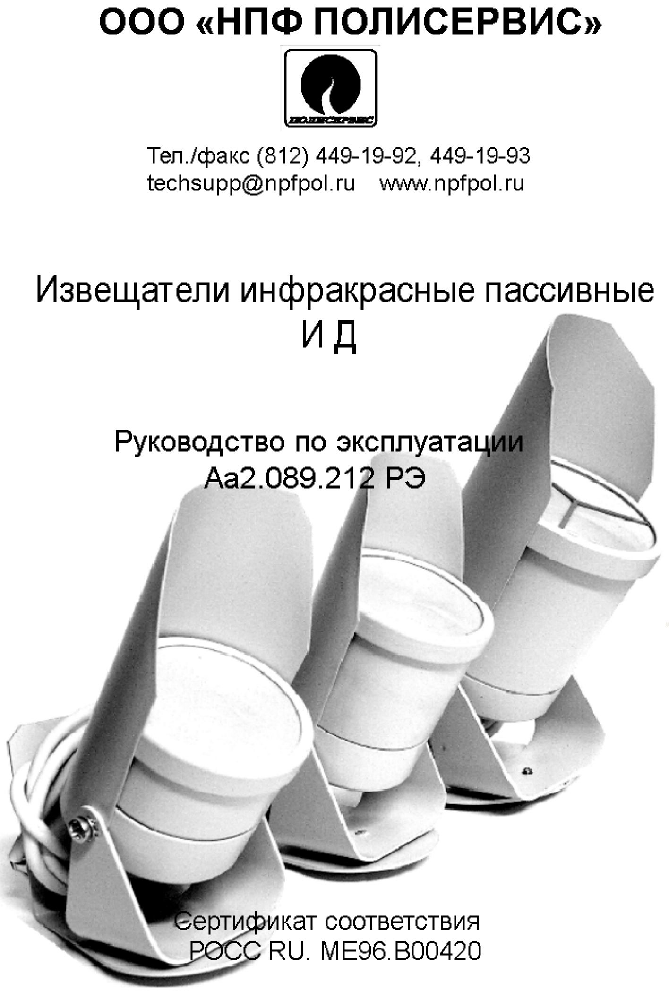 ООО «НПФ ПОЛИСЕРВИС»
ПОЛИСЕРВИС
Тел./факс (812) 449-19-92, 449-19-93
techsupp@npfpol.ru www.npfpol.ru
Извещатели инфракрасные пассивные
И Д
Руководство по эксплуатации
Аа2.089.212 РЭ
Сертификат соответствия
РОСС RU. МЕ96.В00420